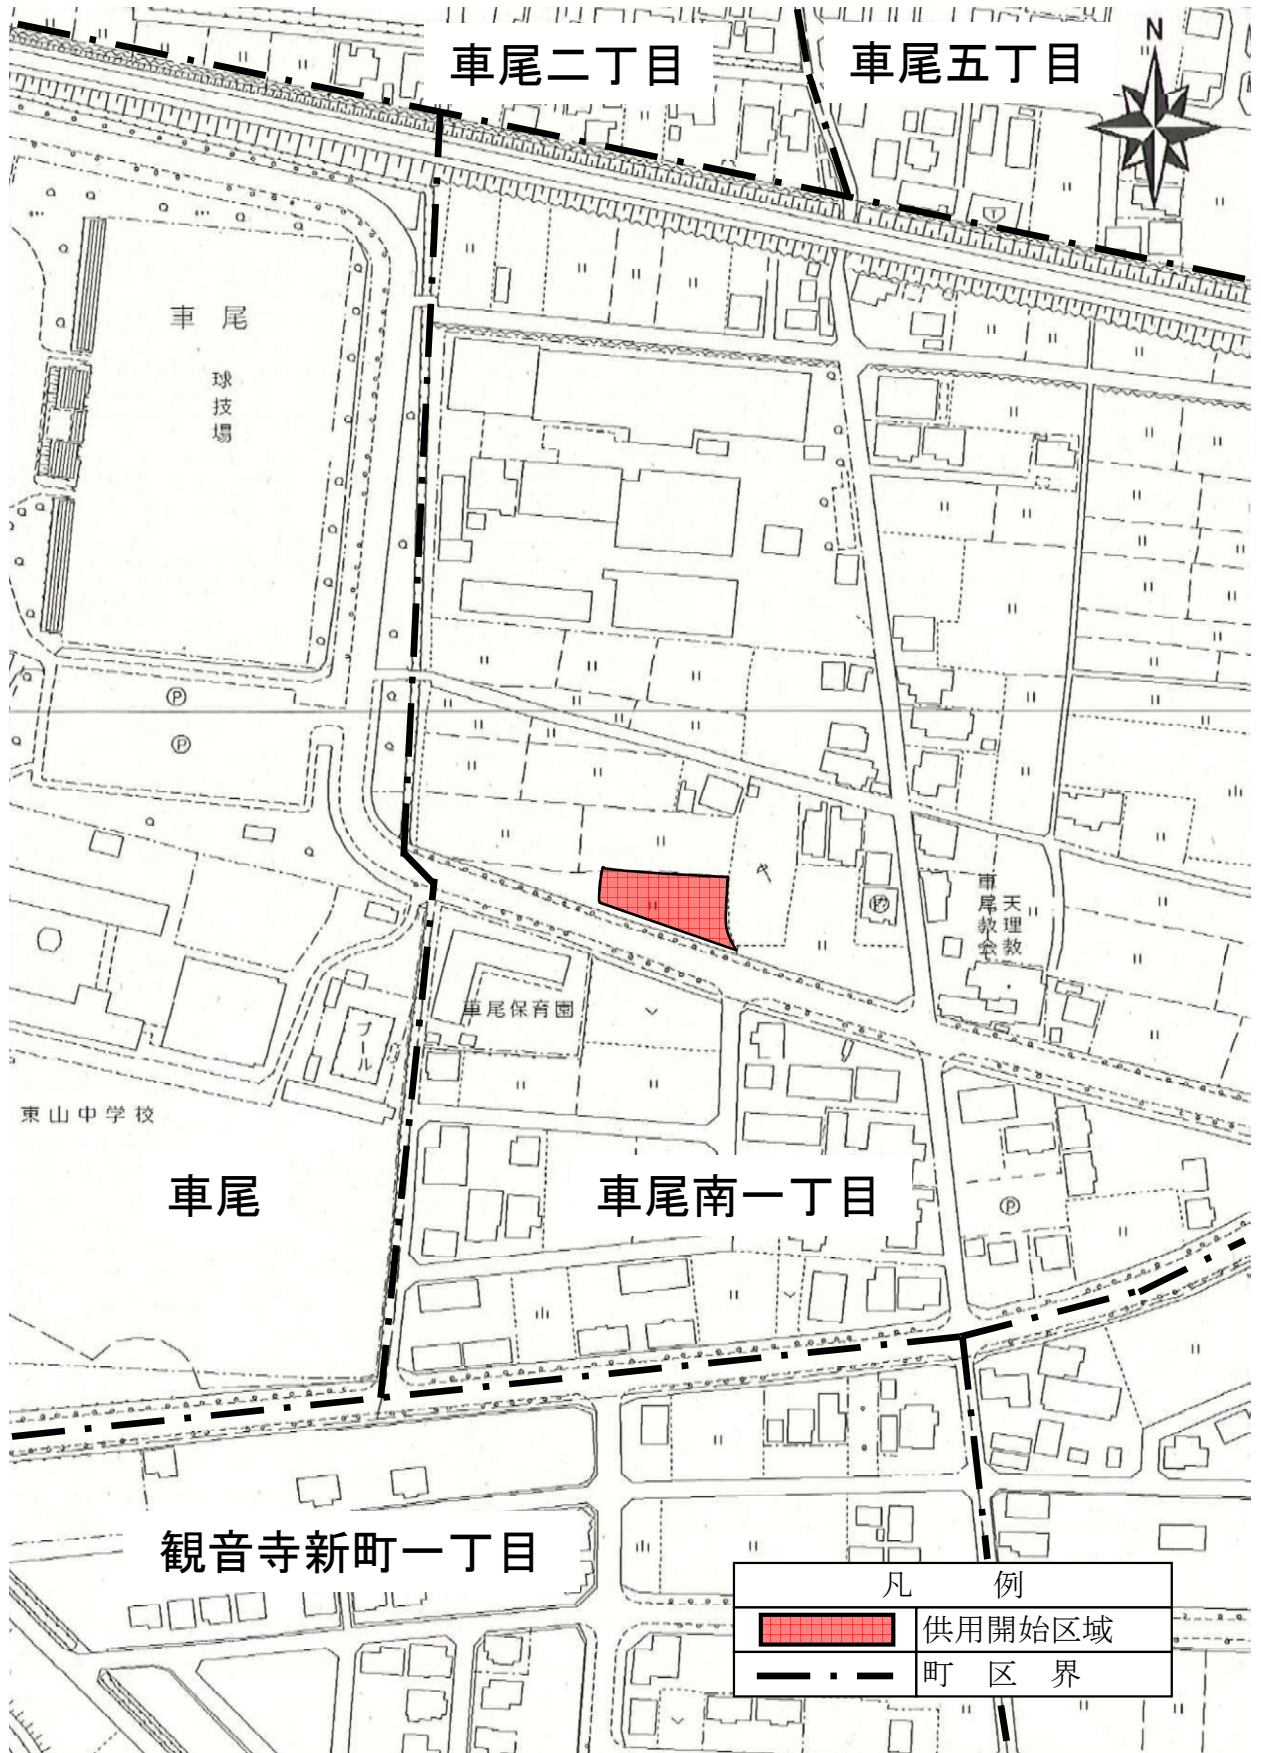 車尾二丁目
車尾五丁目
N
車尾
球技場
P
P
天理教
車尾教会
車尾保育園
プール
東山中学校
車尾
車尾南一丁目
P
観音寺新町一丁目
凡 例
供用開始区域
町 区 界